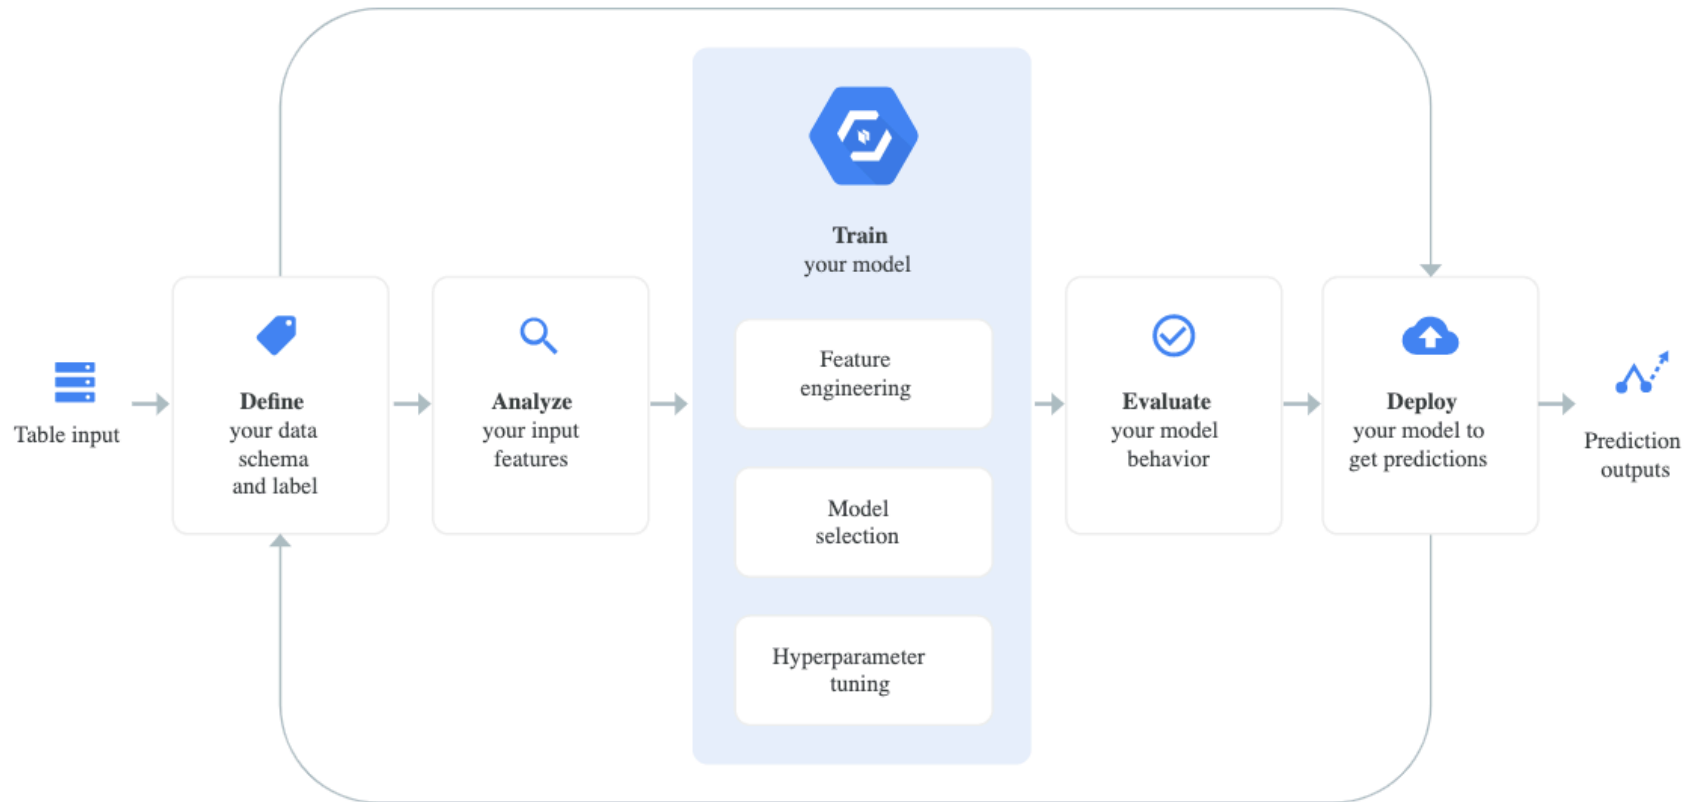 Table input
Define
your data
schema
and label
Analyze
your input
features
Train
your model
Feature
engineering
Model
selection
Hyperparameter
tuning
Evaluate
your model
behavior
Deploy
your model to
get predictions
Prediction
outputs